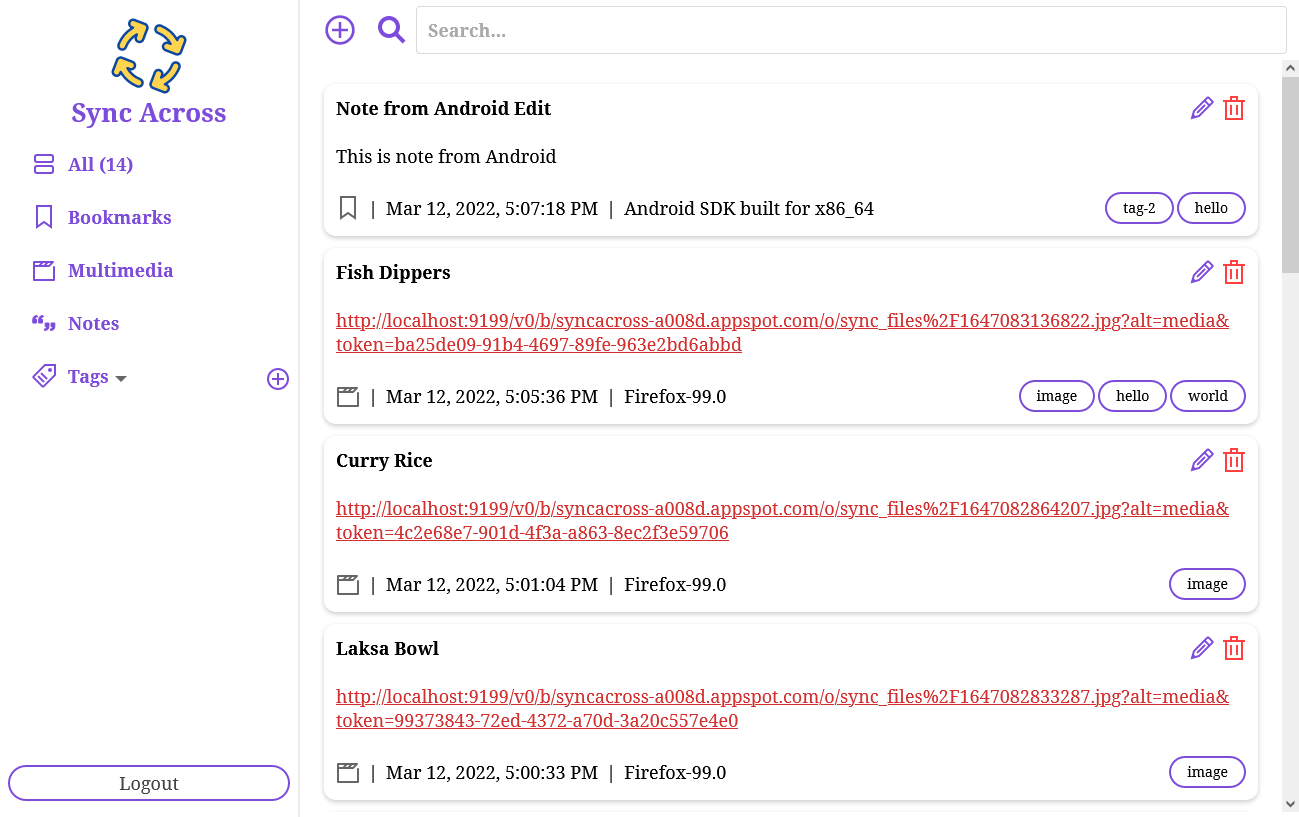 Sync Across
All (14)
Bookmarks
Multimedia
Notes
Tags
Logout
Search...
Note from Android Edit
This is note from Android
| Mar 12, 2022, 5:07:18 PM | Android SDK built for x86_64
tag-2 hello
Fish Dippers
http://localhost:9199/v0/b/syncacross-a008d.appspot.com/o/sync_files%2F1647083136822.jpg?alt=media&
token=ba25de09-91b4-4697-89fe-963e2bd6abbd
| Mar 12, 2022, 5:05:36 PM | Firefox-99.0
image hello world
Curry Rice
http://localhost:9199/v0/b/syncacross-a008d.appspot.com/o/sync_files%2F1647082864207.jpg?alt=media&
token=4c2e68e7-901d-4f3a-a863-8ec2f3e59706
| Mar 12, 2022, 5:01:04 PM | Firefox-99.0
image
Laksa Bowl
http://localhost:9199/v0/b/syncacross-a008d.appspot.com/o/sync_files%2F1647082833287.jpg?alt=media&
token=99373843-72ed-4372-a70d-3a20c557e4e0
| Mar 12, 2022, 5:00:33 PM | Firefox-99.0
image